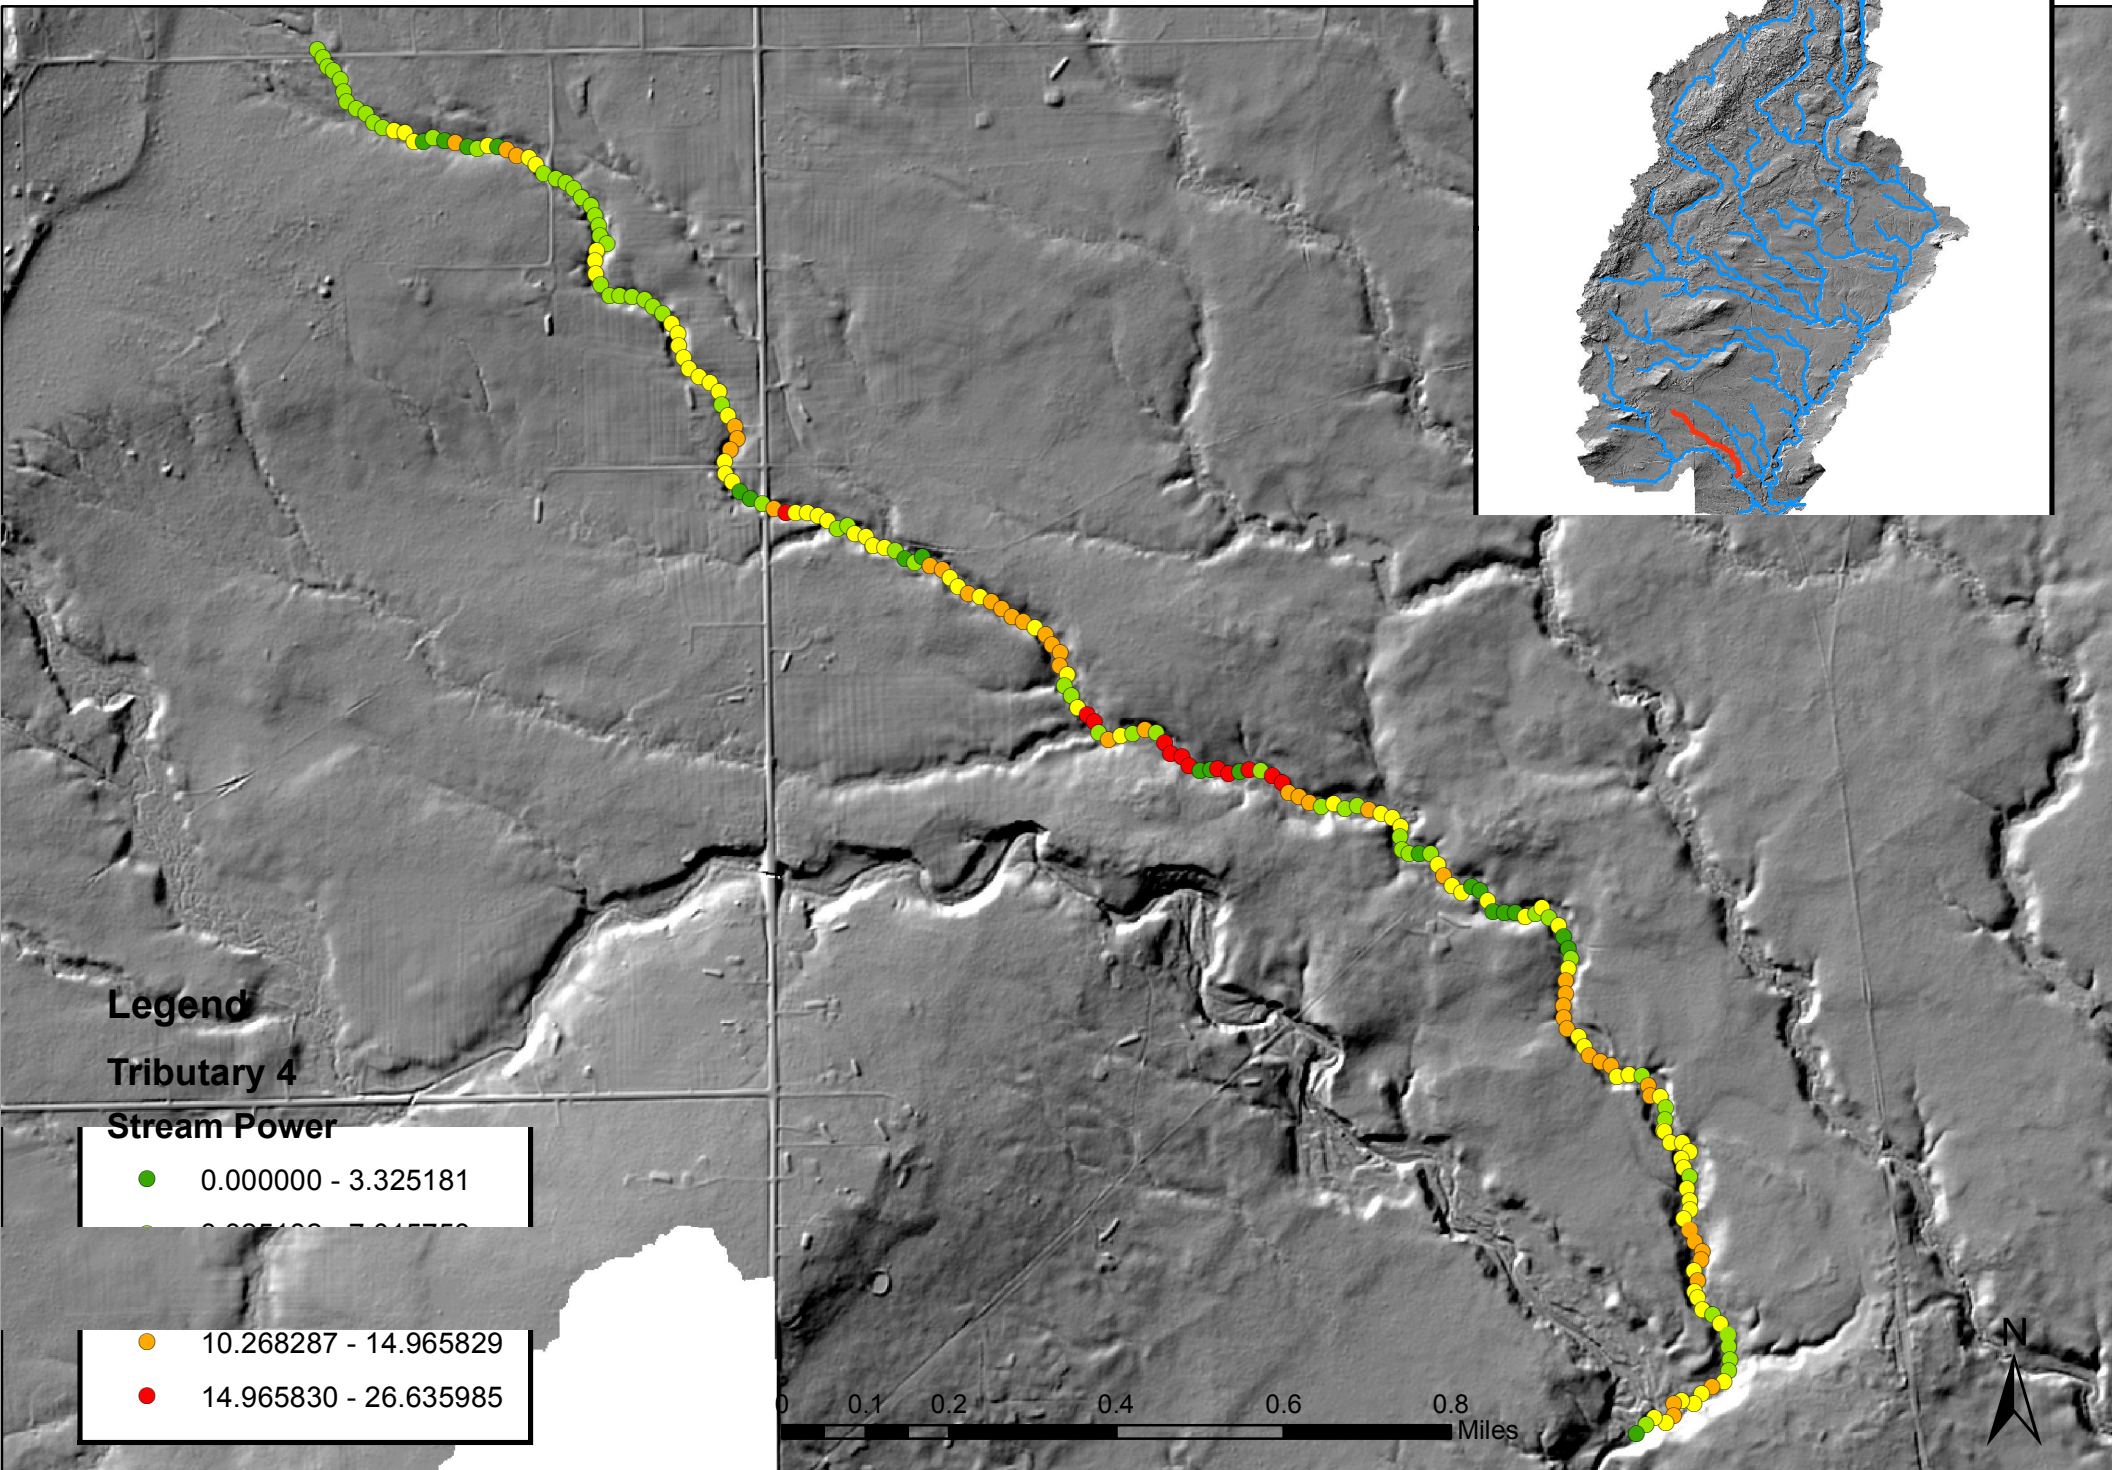 Legend
Tributary 4
Stream Power
0.000000 - 3.325181
10.268287 - 14.965829
14.965830 - 26.635985
0 0.1 0.2 0.4 0.6 0.8
Miles
N